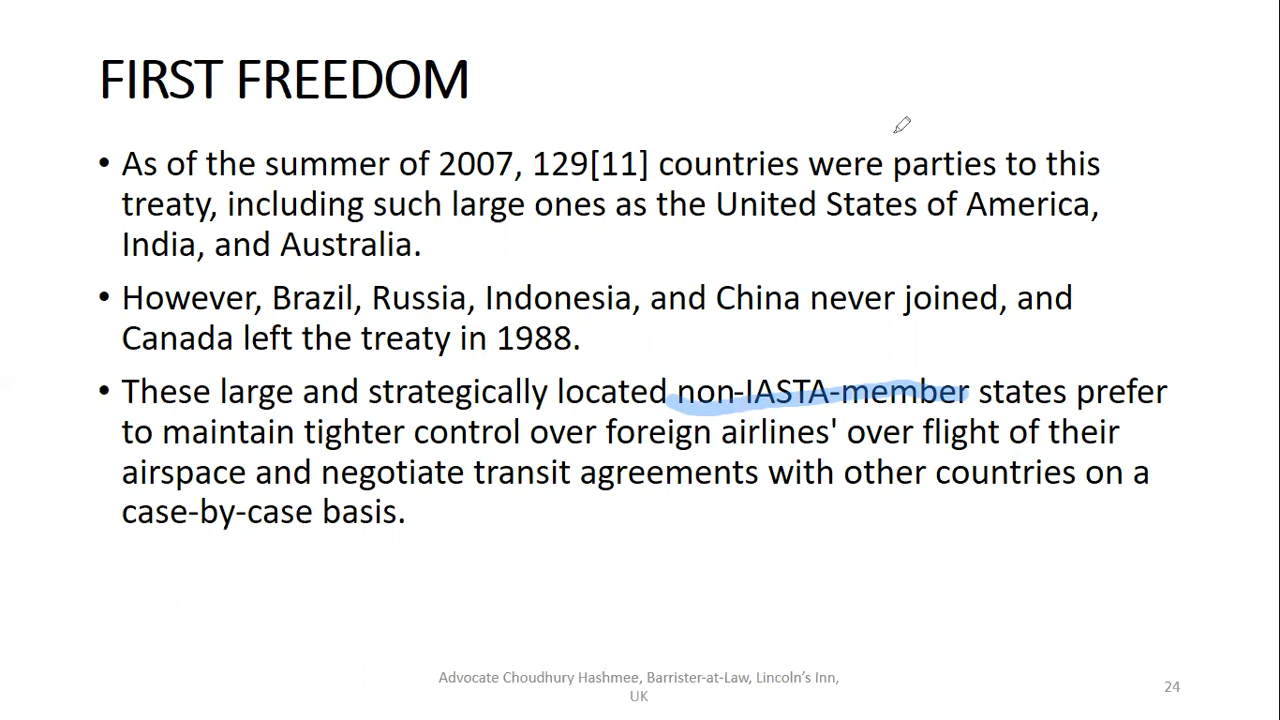 FIRST FREEDOM
• As of the summer of 2007, 129[11] countries were parties to this
treaty, including such large ones as the United States of America,
India, and Australia.
• However, Brazil, Russia, Indonesia, and China never joined, and
Canada left the treaty in 1988.
• These large and strategically located non-IASTA-member states prefer
to maintain tighter control over foreign airlines' over flight of their
airspace and negotiate transit agreements with other countries on a
case-by-case basis.
Advocate Choudhury Hashmee, Barrister-at-Law, Lincoln’s Inn,
UK
24